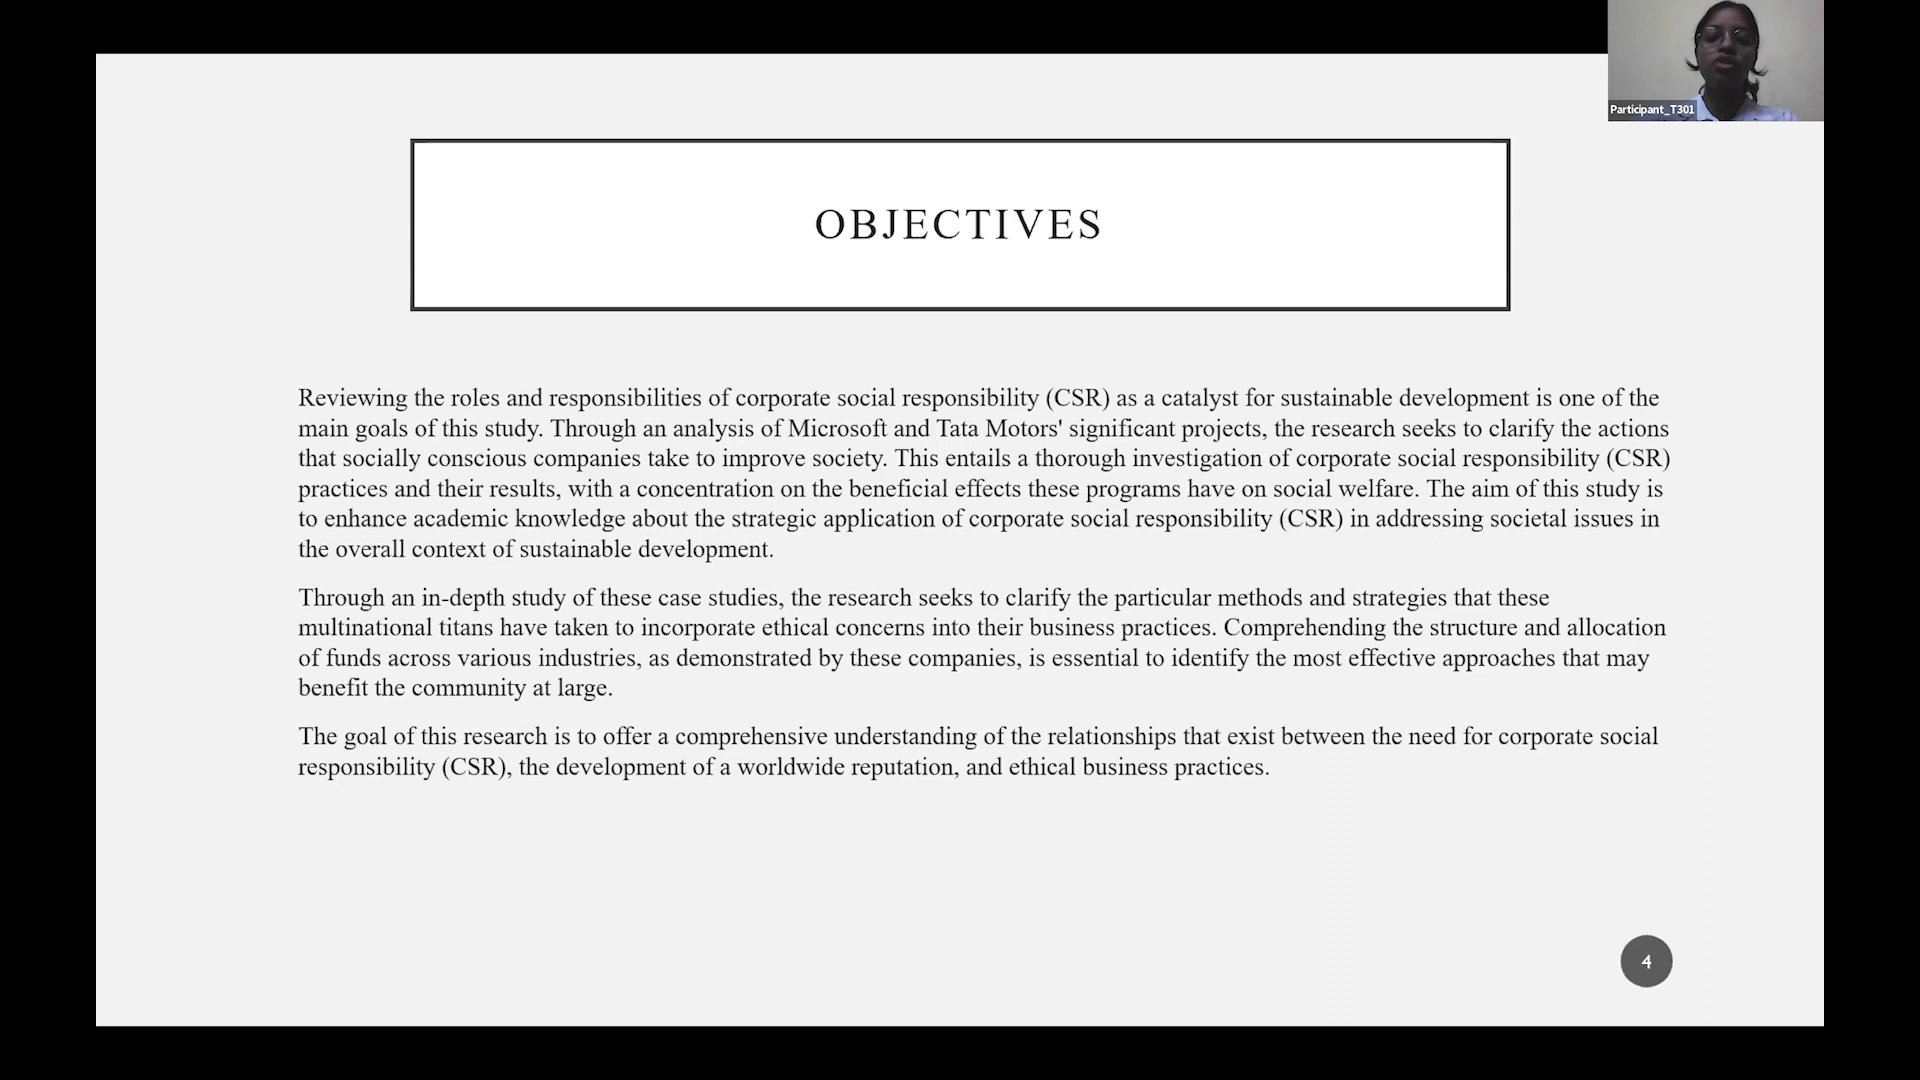 Participant_T301
OBJECTIVES
Reviewing the roles and responsibilities of corporate social responsibility (CSR) as a catalyst for sustainable development is one of the
main goals of this study. Through an analysis of Microsoft and Tata Motors' significant projects, the research seeks to clarify the actions
that socially conscious companies take to improve society. This entails a thorough investigation of corporate social responsibility (CSR)
practices and their results, with a concentration on the beneficial effects these programs have on social welfare. The aim of this study is
to enhance academic knowledge about the strategic application of corporate social responsibility (CSR) in addressing societal issues in
the overall context of sustainable development.
Through an in-depth study of these case studies, the research seeks to clarify the particular methods and strategies that these
multinational titans have taken to incorporate ethical concerns into their business practices. Comprehending the structure and allocation
of funds across various industries, as demonstrated by these companies, is essential to identify the most effective approaches that may
benefit the community at large.
The goal of this research is to offer a comprehensive understanding of the relationships that exist between the need for corporate social
responsibility (CSR), the development of a worldwide reputation, and ethical business practices.
4